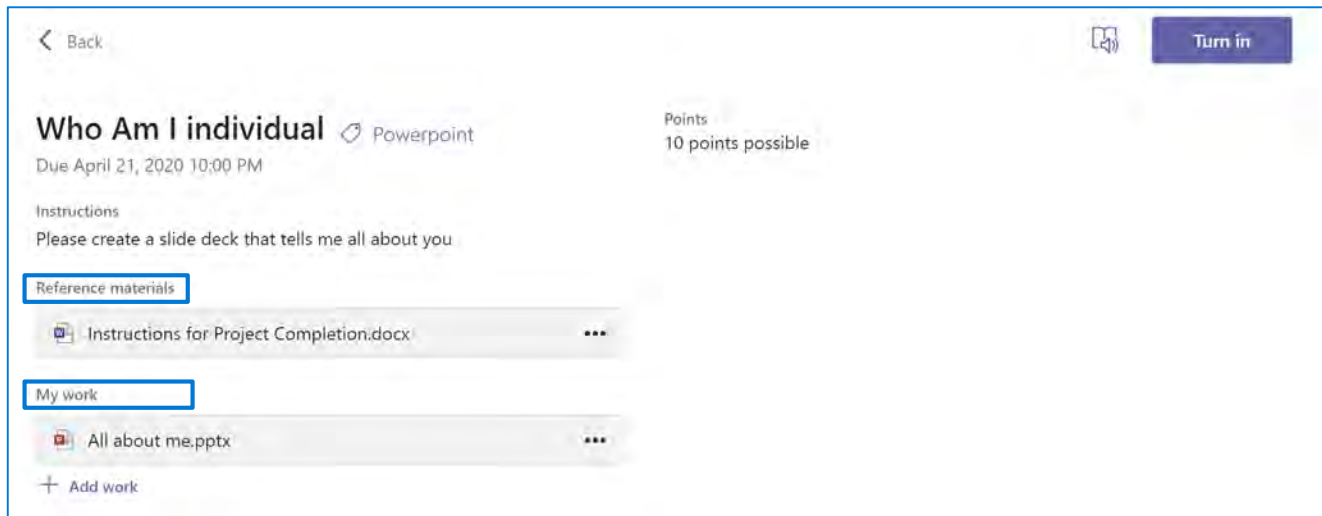 Back
Turn in
Who Am I individual Powerpoint
Due April 21, 2020 10:00 PM
Points
10 points possible
Instructions
Please create a slide deck that tells me all about you
Reference materials
Instructions for Project Completion.docx
My work
All about me.pptx
Add work